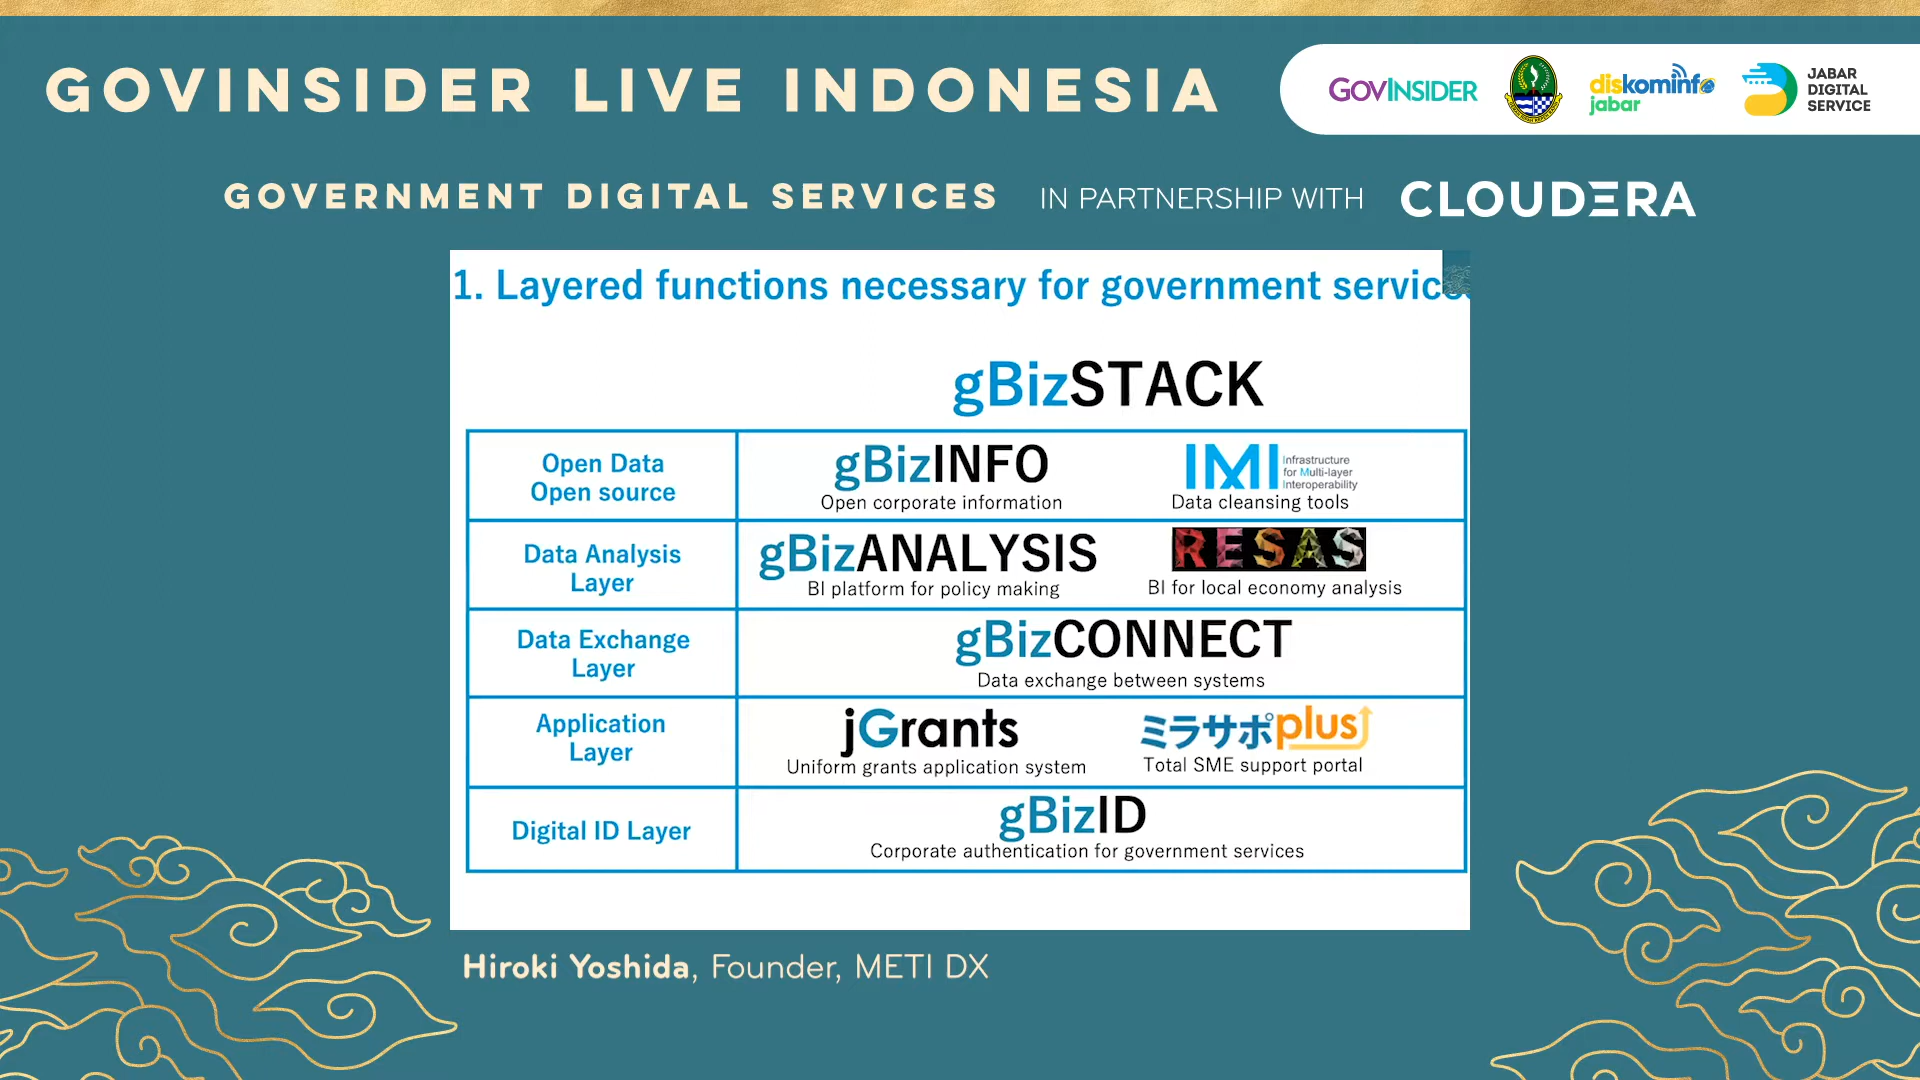 GOVINSIDER LIVE INDONESIA
GOVINSIDER
diskominfo
jabar
JABAR
DIGITAL
SERVICE
GOVERNMENT DIGITAL SERVICES IN PARTNERSHIP WITH CLOUDERA
1. Layered functions necessary for government
gBizSTACK
Open Data
Open source
gBizINFO
Open corporate information
IMI
Infrastructure
for Multi-layer
Interoperability
Data cleansing tools
Data Analysis
Layer
gBizANALYSIS
BI platform for policy making
RESAS
BI for local economy analysis
Data Exchange
Layer
gBizCONNECT
Data exchange between systems
Application
Layer
jGrants
Uniform grants application system
ミラサポplus
Total SME support portal
Digital ID Layer
gBizID
Corporate authentication for government services
Hiroki Yoshida, Founder, METI DX